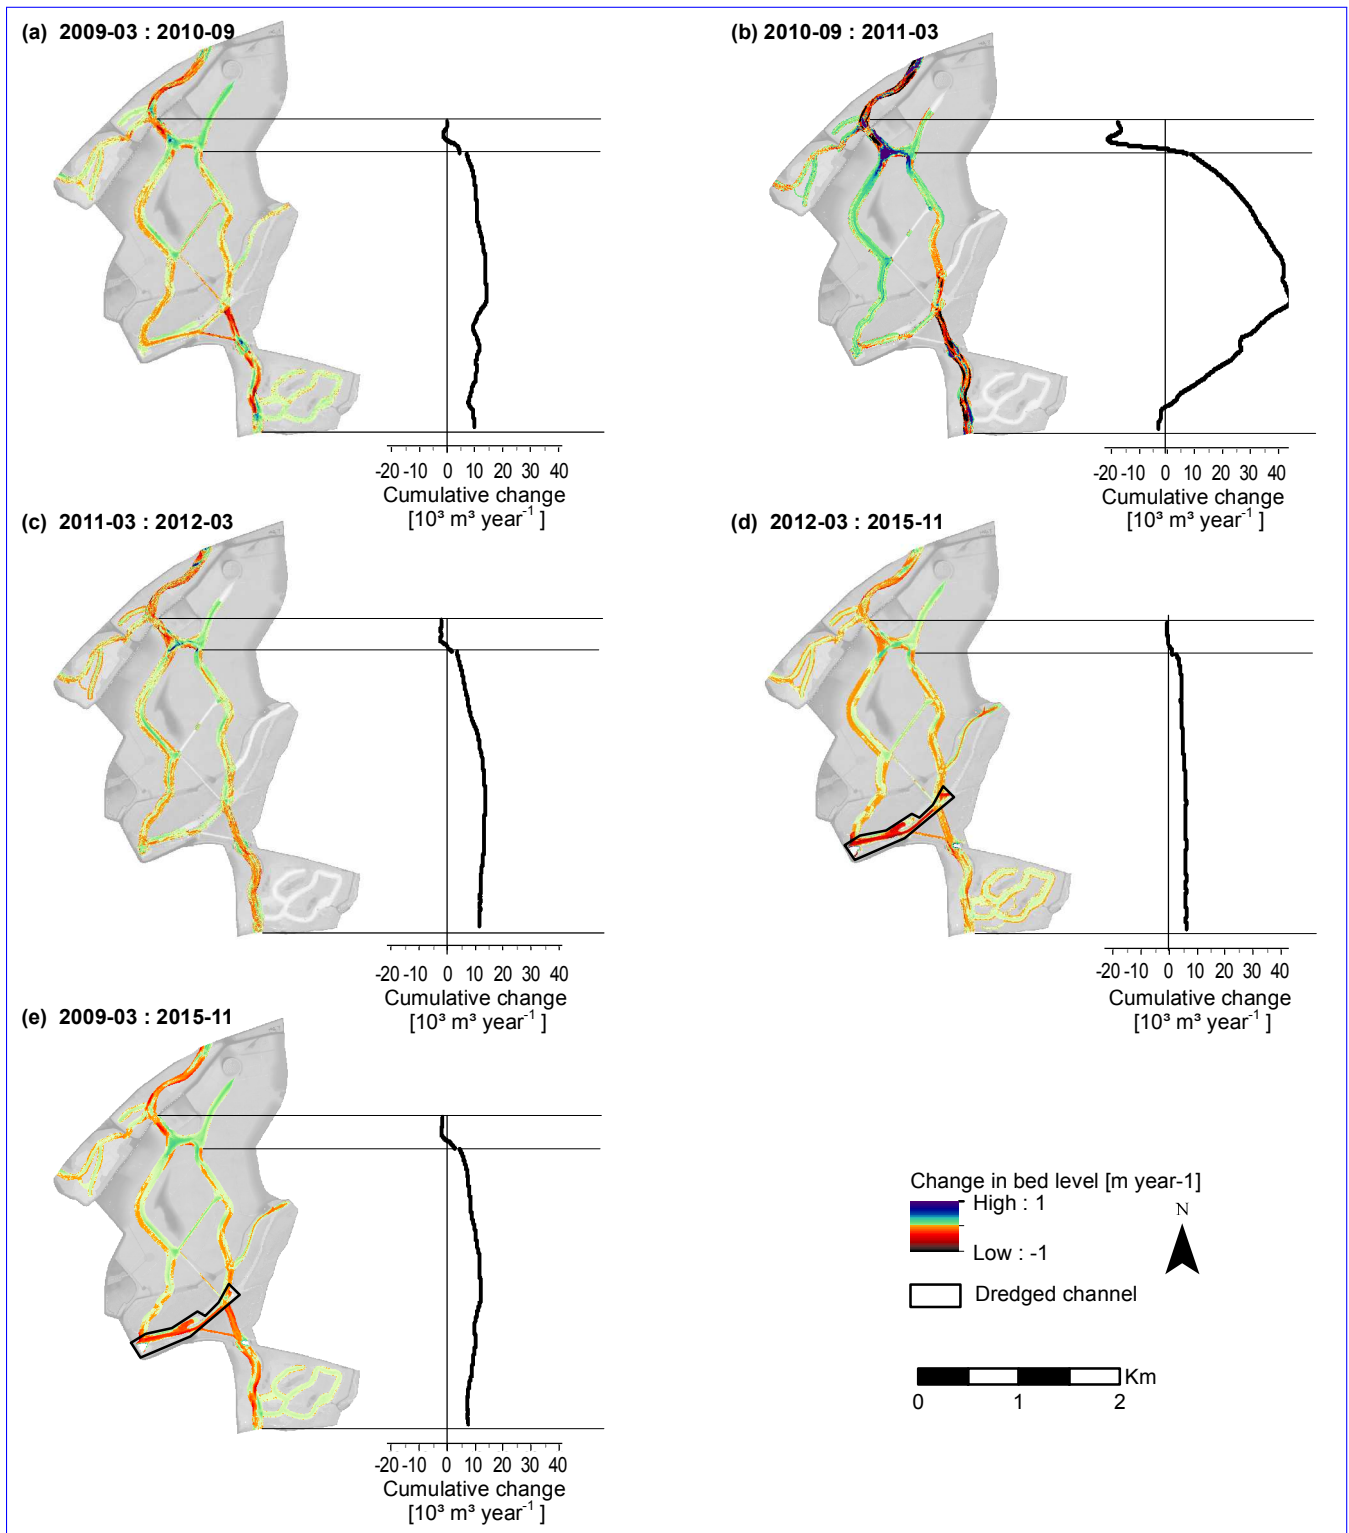 (a) 2009-03 : 2010-09
(b) 2010-09 : 2011-03
-20 -10 0 10 20 30 40
Cumulative change
[10³ m³ year-1 ]
-20 -10 0 10 20 30 40
Cumulative change
[10³ m³ year-1 ]
(c) 2011-03 : 2012-03
(d) 2012-03 : 2015-11
-20 -10 0 10 20 30 40
Cumulative change
[10³ m³ year-1 ]
-20 -10 0 10 20 30 40
Cumulative change
[10³ m³ year-1 ]
(e) 2009-03 : 2015-11
-20 -10 0 10 20 30 40
Cumulative change
[10³ m³ year-1 ]
Change in bed level [m year-1]
High : 1
Low : -1
N
Dredged channel
Km
0 1 2